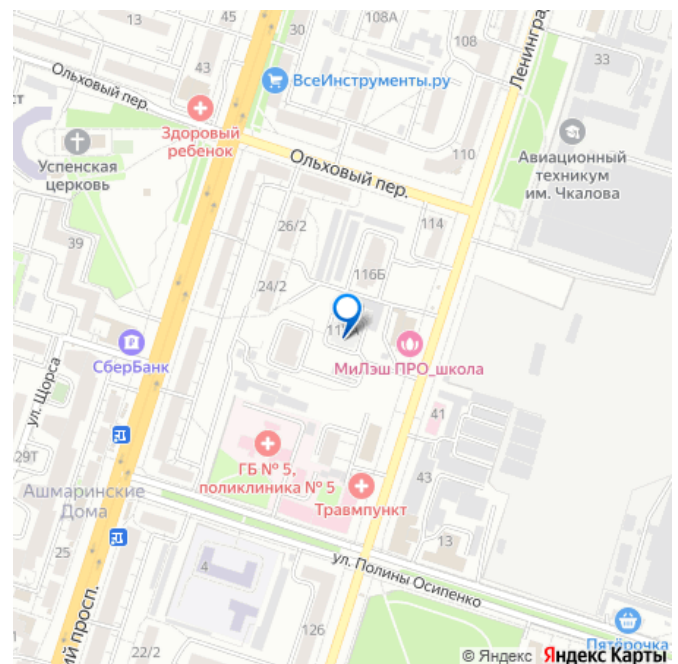 13
45
30
108А
108
Ленингра
33
43
ВсеИнструменты.ру
Ольховый пер.
ст
Здоровый
ребенок
Успенская
церковь
Ольховый пер.
110
Авиационный
техникум
им. Чкалова
26/2
114
39
116Б
24/2
СберБанк
МиЛэш ПРО_школа
ул. Щорса
41
29Т
ГБ № 5,
поликлиника № 5
43
Травмпункт
Ашмаринские
Дома
25
13
4
ул. Полины Осипенко
126
ий просп.
22/2
Пятёрочка
© Яндекс Яндекс Карты